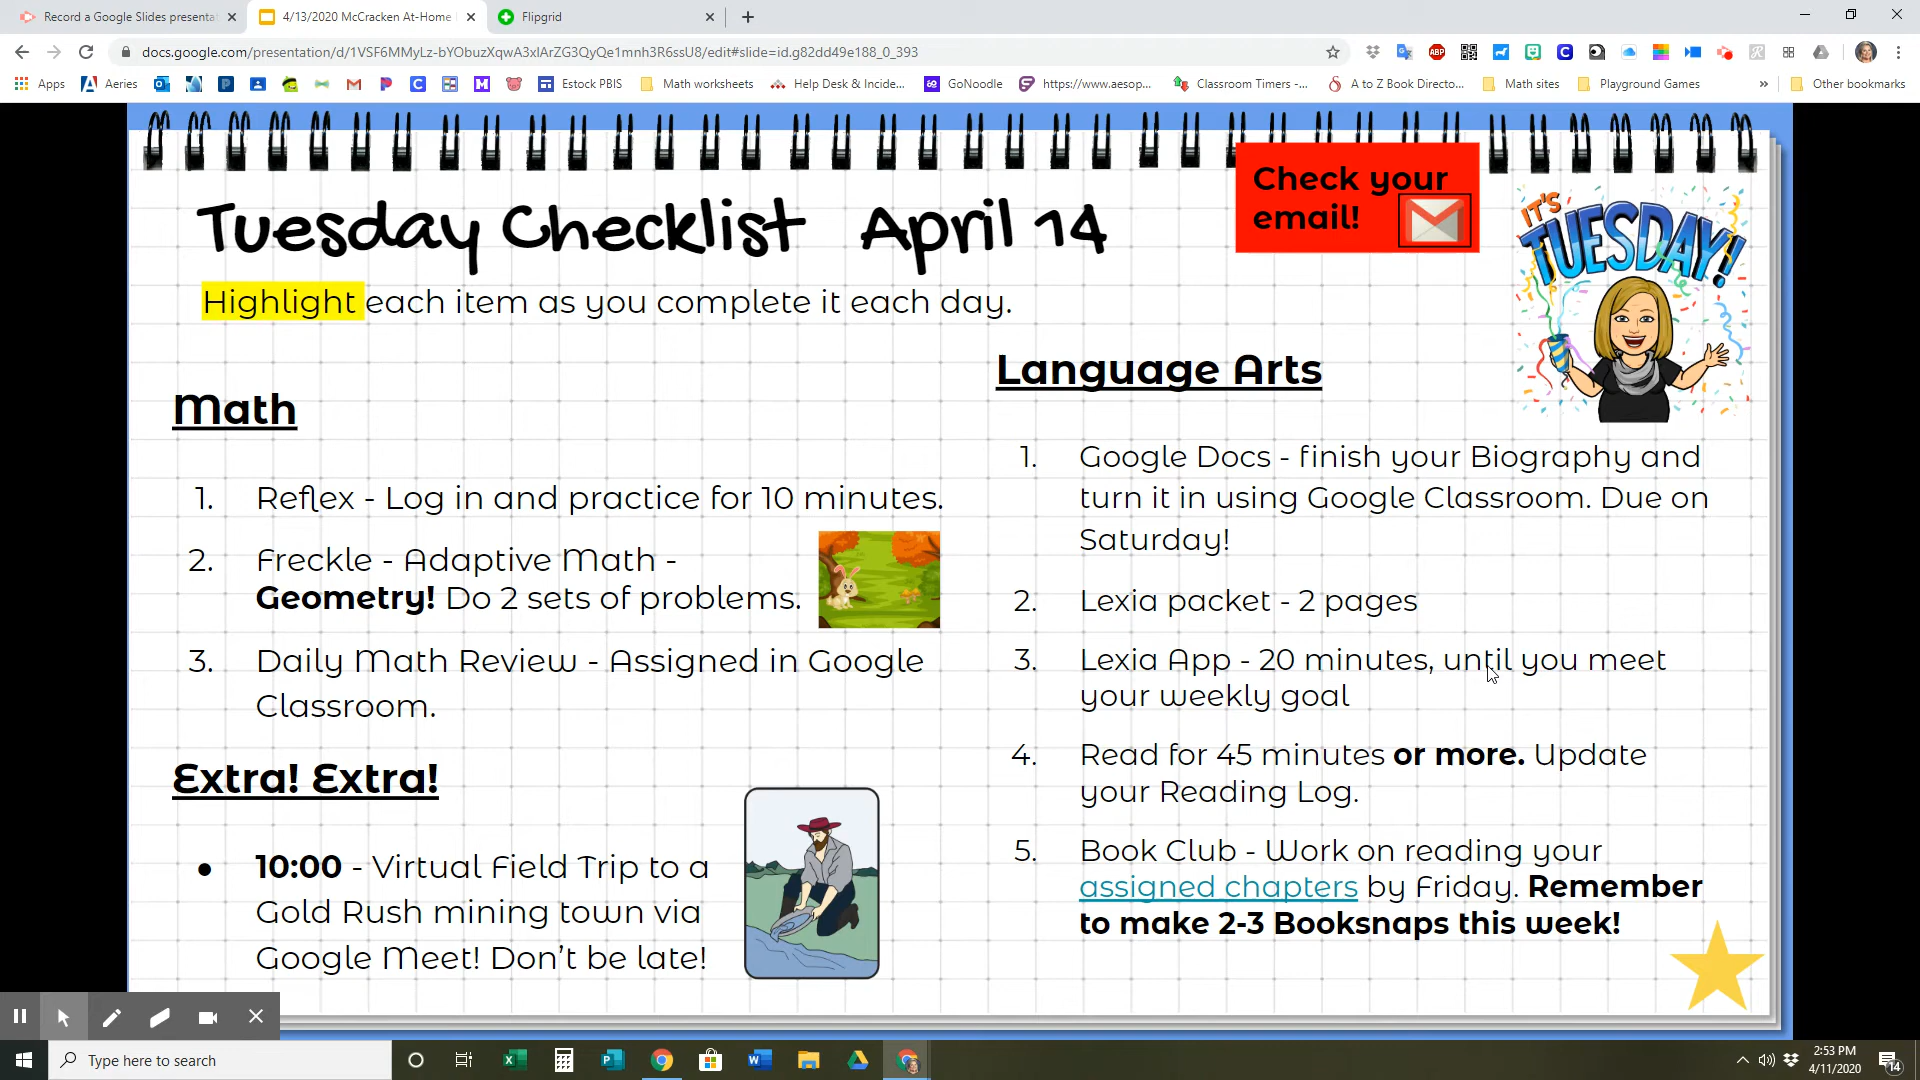 Record a Google Slides presentat
4/13/2020 McCracken At-Home
Flipgrid
docs.google.com/presentation/d/1VSF6MMyLz-bYObuzXqwA3xlArZG3QyQe1mnh3R6ssU8/edit#slide=id.g82dd49e188_0_393
Apps
Aeries
Estock PBIS
Math worksheets
Help Desk & Incide...
GoNoodle
https://www.aesop...
Classroom Timers -...
A to Z Book Directo...
Math sites
Playground Games
»
Other bookmarks
Check your
email!
Tuesday Checklist April 14
IT'S
TUESDAY!
Highlight each item as you complete it each day.
Math
1. Reflex - Log in and practice for 10 minutes.
2. Freckle - Adaptive Math -
Geometry! Do 2 sets of problems.
3. Daily Math Review - Assigned in Google
Classroom.
Extra! Extra!
● 10:00 - Virtual Field Trip to a
Gold Rush mining town via
Google Meet! Don't be late!
Language Arts
1. Google Docs - finish your Biography and
turn it in using Google Classroom. Due on
Saturday!
2. Lexia packet - 2 pages
3. Lexia App - 20 minutes, until you meet
your weekly goal
4. Read for 45 minutes or more. Update
your Reading Log.
5. Book Club - Work on reading your
assigned chapters by Friday. Remember
to make 2-3 Booksnaps this week!
Type here to search
2:53 PM
4/11/2020
14